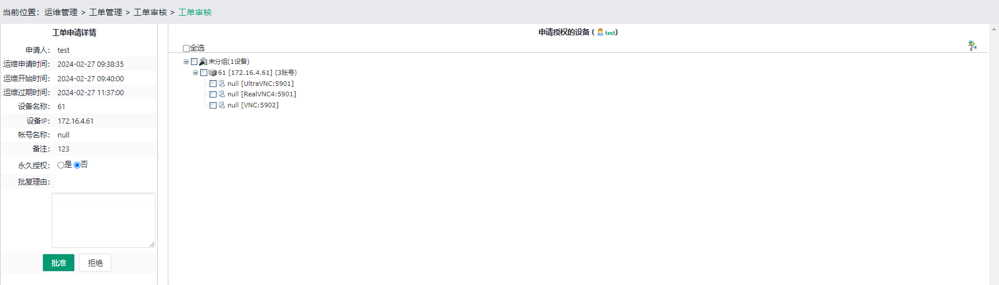 当前位置：运维管理 > 工单管理 > 工单审核 > 工单审核
工单申请详情
申请人： test
运维申请时间： 2024-02-27 09:38:35
运维开始时间： 2024-02-27 09:40:00
运维过期时间： 2024-02-27 11:37:00
设备名称： 61
设备IP： 172.16.4.61
帐号名称： null
备注： 123
永久授权： 是 否
批复理由：
批准 拒绝
申请授权的设备 ( test)
全选
未分组(1设备)
61 [172.16.4.61] (3账号)
null [UltraVNC:5901]
null [RealVNC4:5901]
null [VNC:5902]